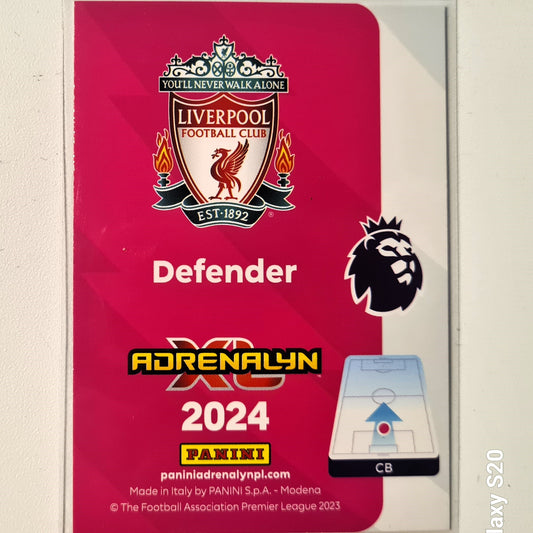 YOU'LL NEVER WALK ALONE
LIVERPOOL
FOOTBALL CLUB
EST·1892
®
Defender
ADRENALYN
XL
2024
PANINI
paniniadrenalynpl.com
Made in Italy by PANINI S.p.A. - Modena
© The Football Association Premier League 2023
CB
laxy S20